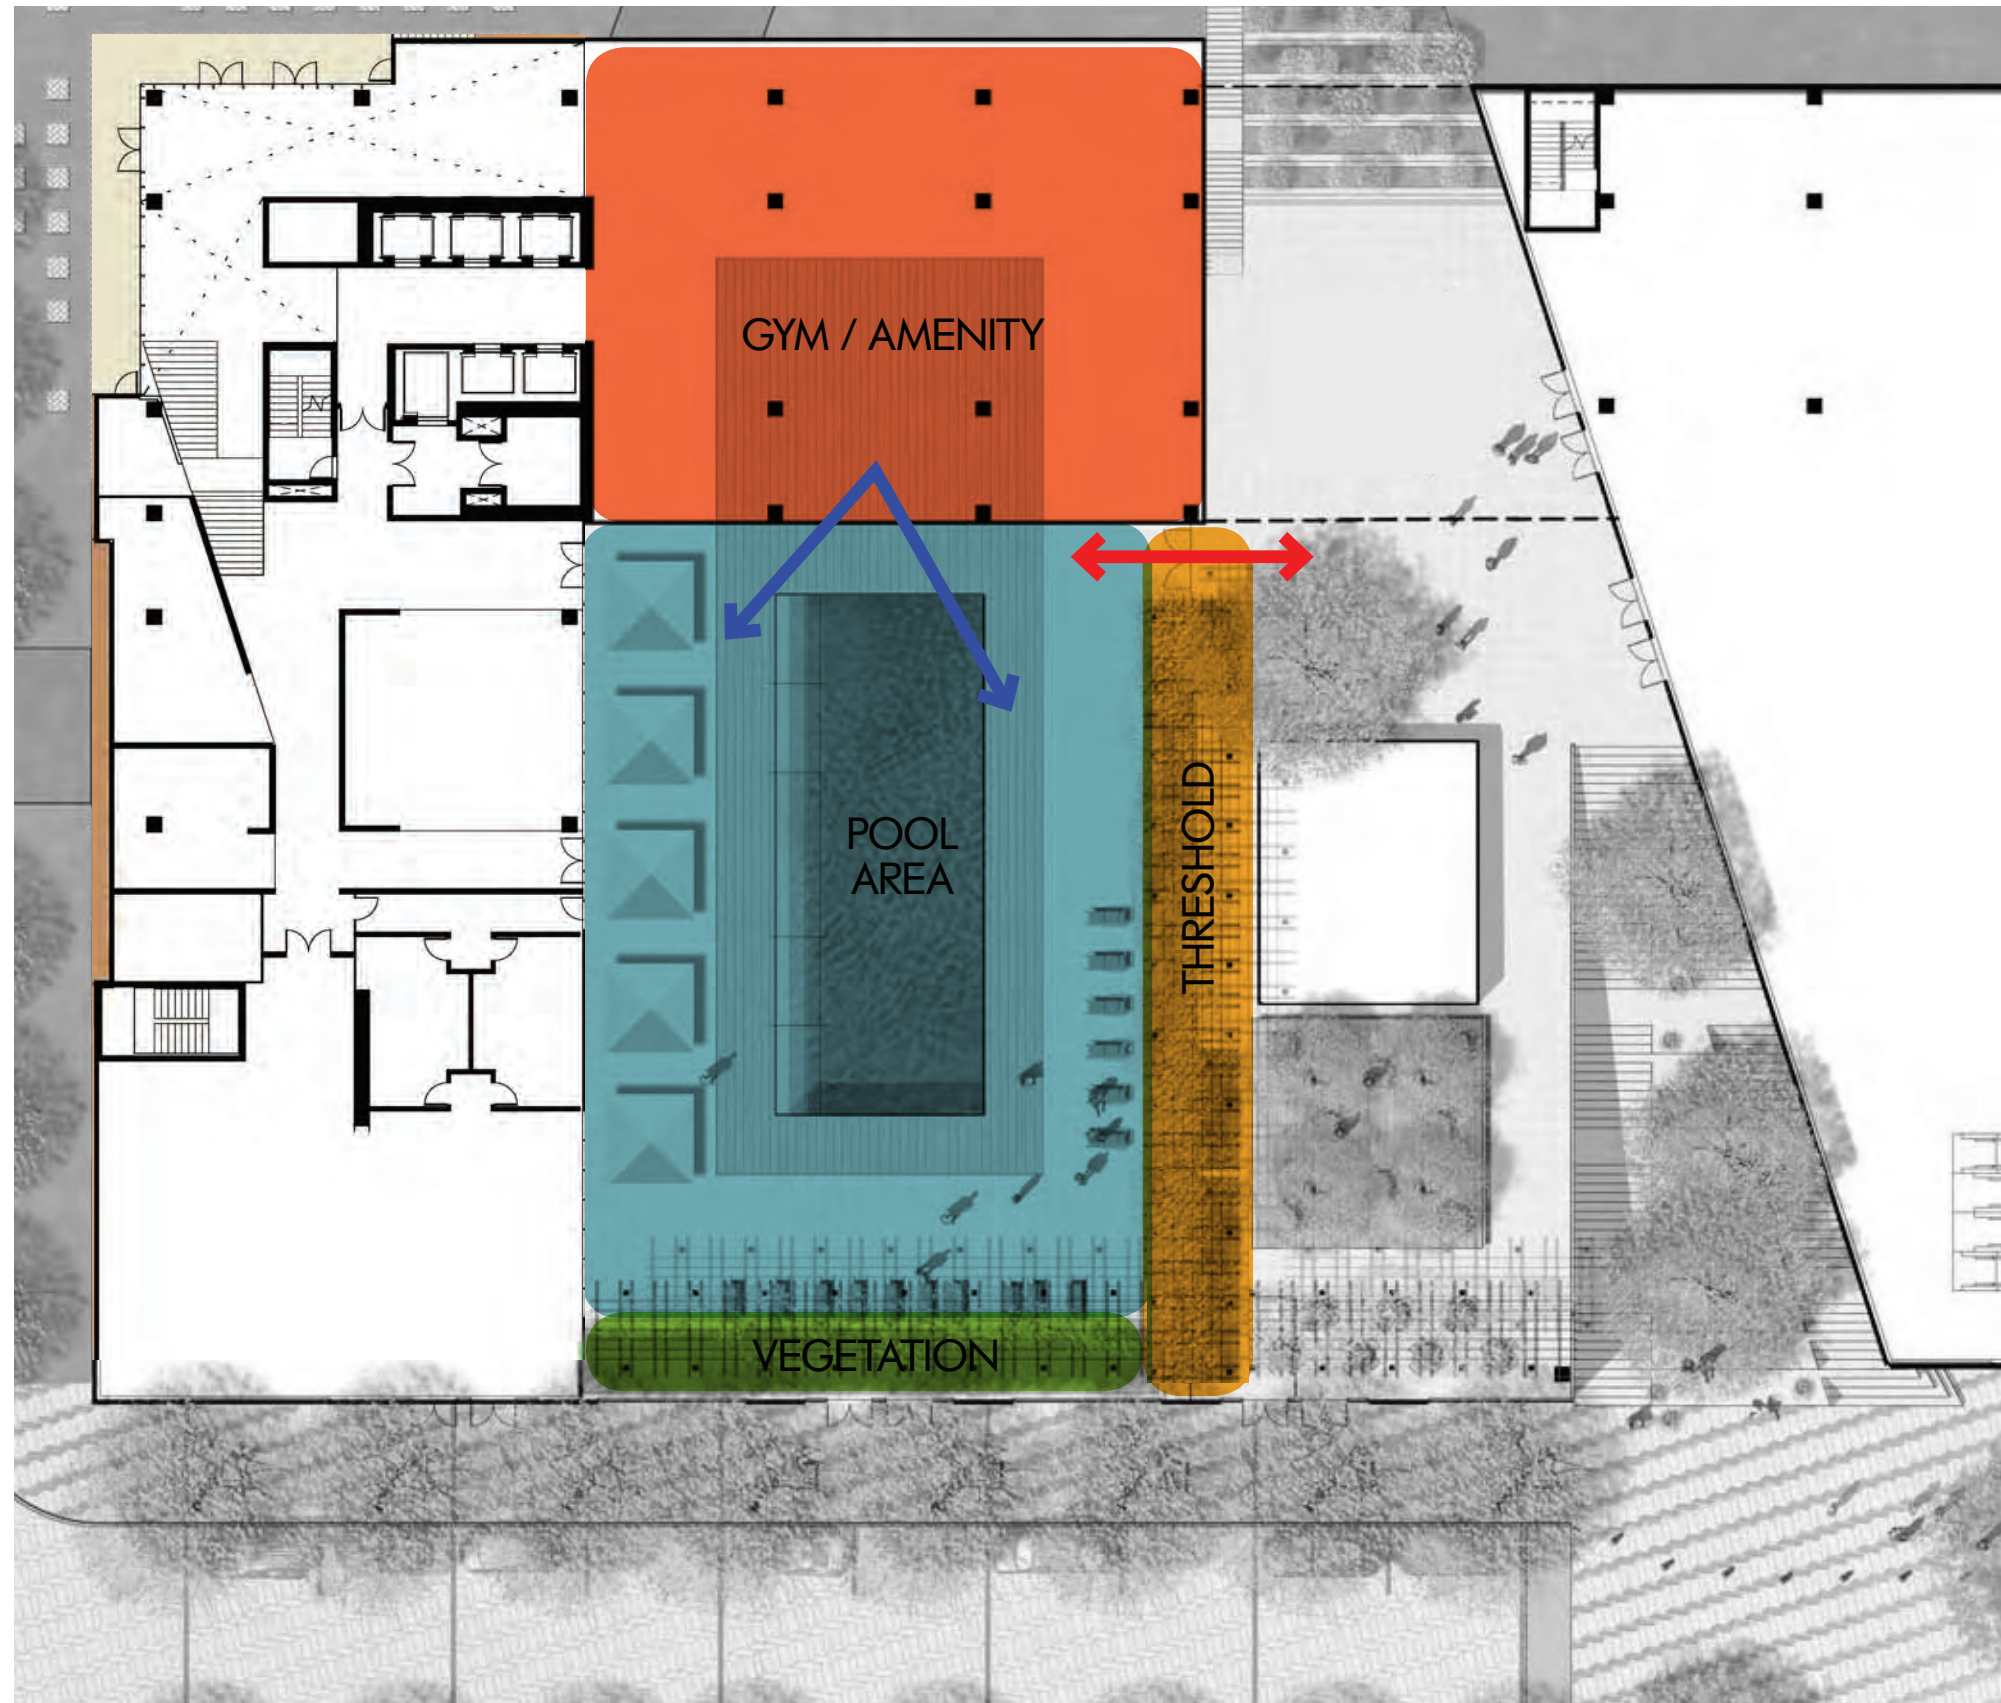 GYM / AMENITY
POOL
AREA
THRESHOLD
VEGETATION